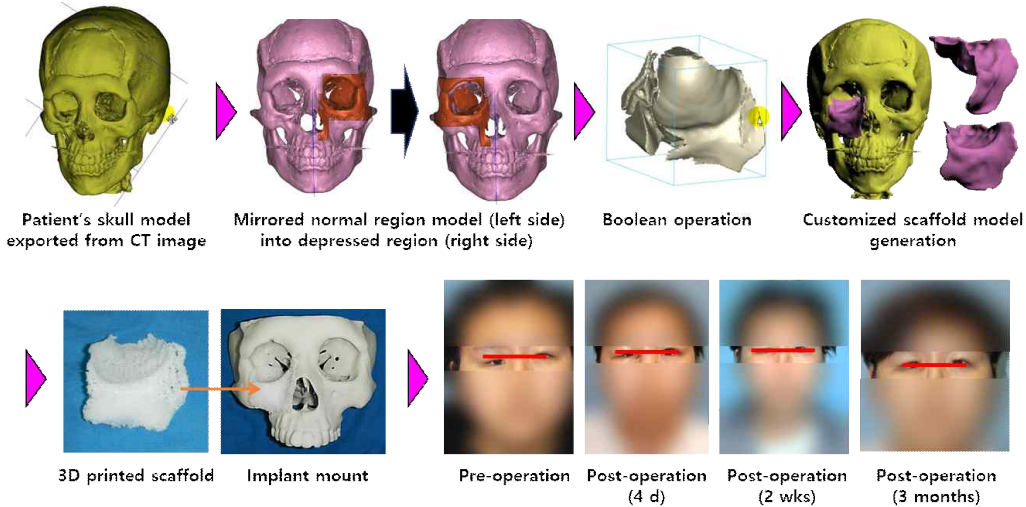 Patient's skull model
exported from CT image
Mirrored normal region model (left side)
into depressed region (right side)
Boolean operation
Customized scaffold model
generation
3D printed scaffold
Implant mount
Pre-operation
Post-operation
(4 d)
Post-operation
(2 wks)
Post-operation
(3 months)